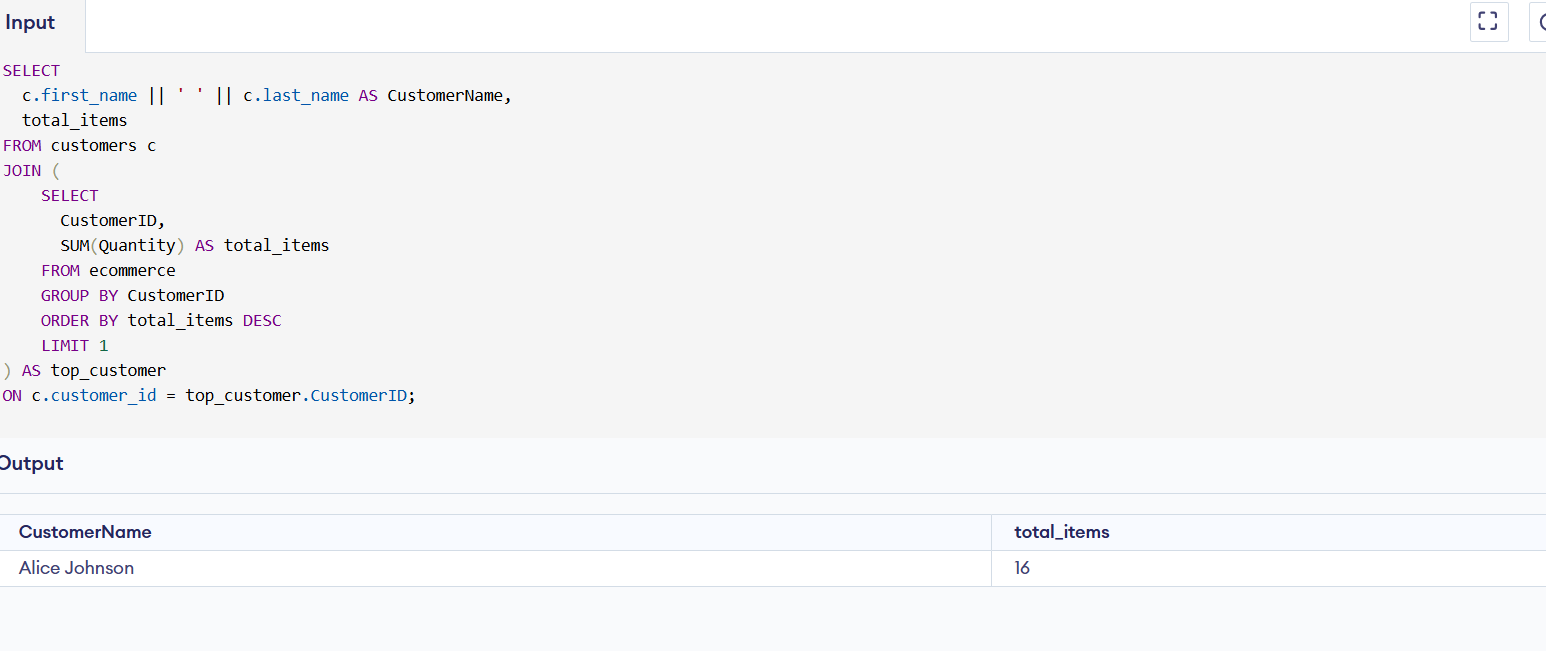 Input
SELECT
  c.first_name || ' ' || c.last_name AS CustomerName,
  total_items
FROM customers c
JOIN (
    SELECT
      CustomerID,
      SUM(Quantity) AS total_items
    FROM ecommerce
    GROUP BY CustomerID
    ORDER BY total_items DESC
    LIMIT 1
) AS top_customer
ON c.customer_id = top_customer.CustomerID;
Output
CustomerName total_items
Alice Johnson 16